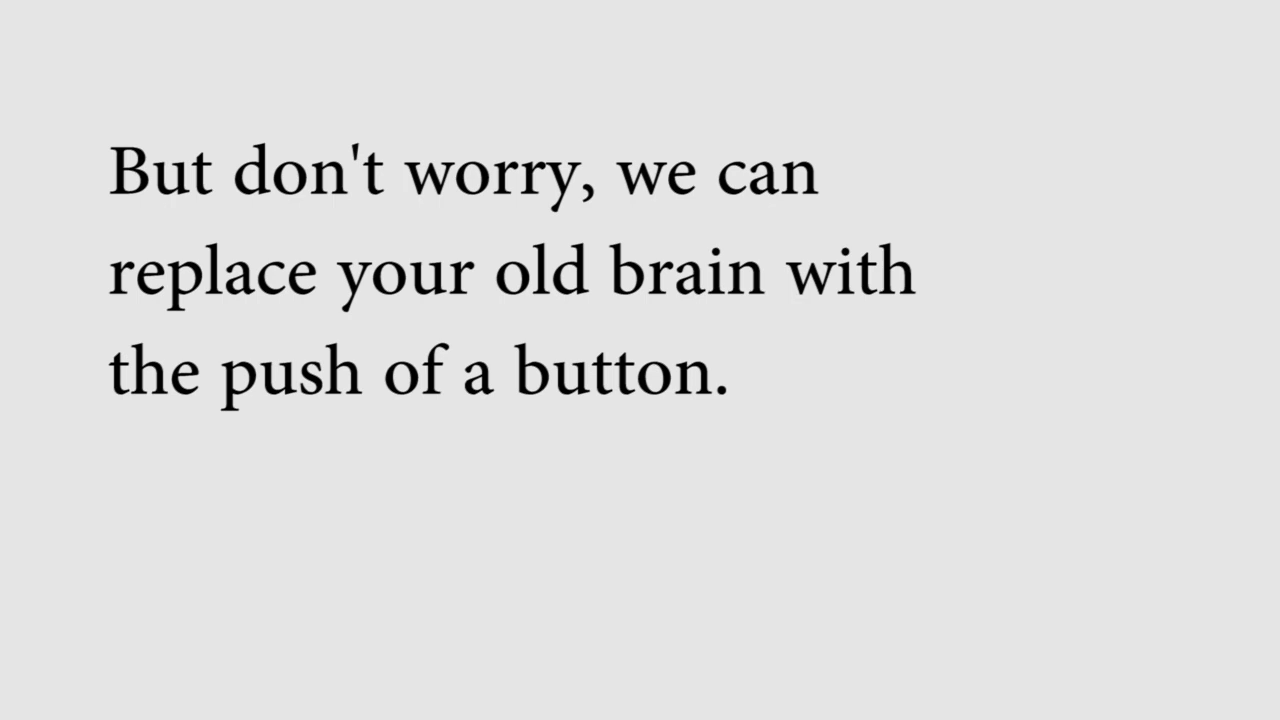 But don't worry, we can
replace your old brain with
the push of a button.